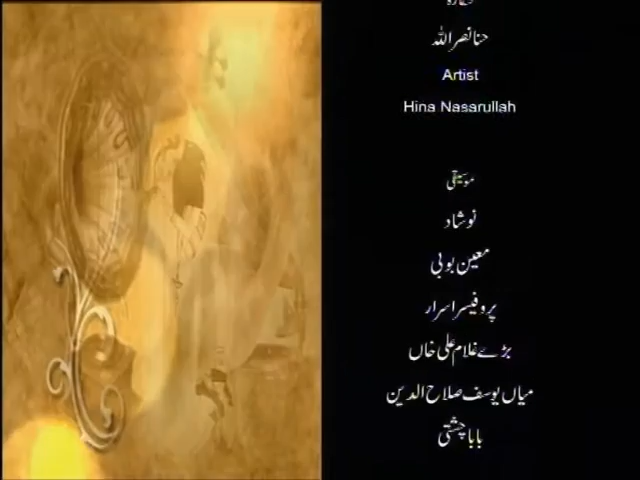 حنا نصر اللہ
Artist
Hina Nasarullah
موسیقی
نوشاد
معین بوبی
پروفیسر اسرار
بڑے غلام علی خاں
میاں یوسف صلاح الدین
بابا چشتی